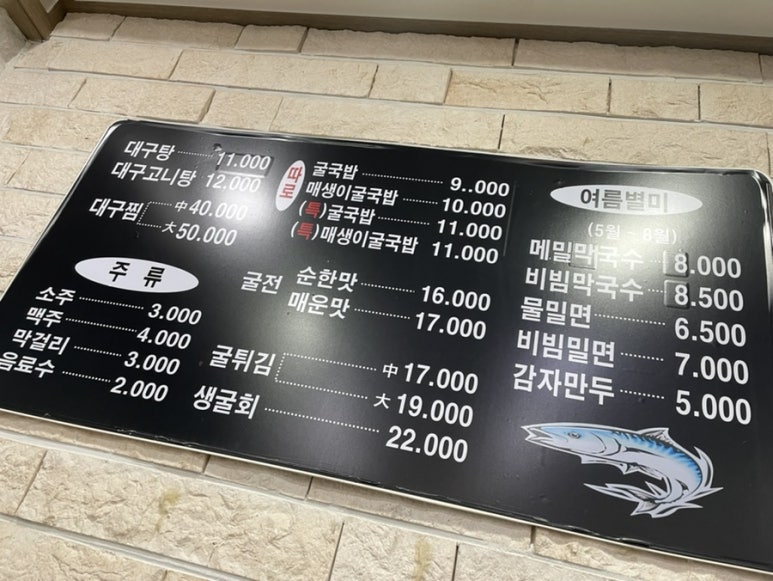 대구탕 11.000
대구고니탕 12.000
대구찜 中 40.000
大 50.000
주 류
소주 3.000
맥주 4.000
막걸리 3.000
음료수 2.000
따로
굴국밥 9..000
매생이굴국밥 10.000
(특)굴국밥 11.000
(특)매생이굴국밥 11.000
굴전 순한맛 16.000
매운맛 17.000
굴튀김 中 17.000
大 19.000
생굴회 22.000
여름별미
(5월 ~ 8월)
메밀막국수 8.000
비빔막국수 8.500
물밀면 6.500
비빔밀면 7.000
감자만두 5.000